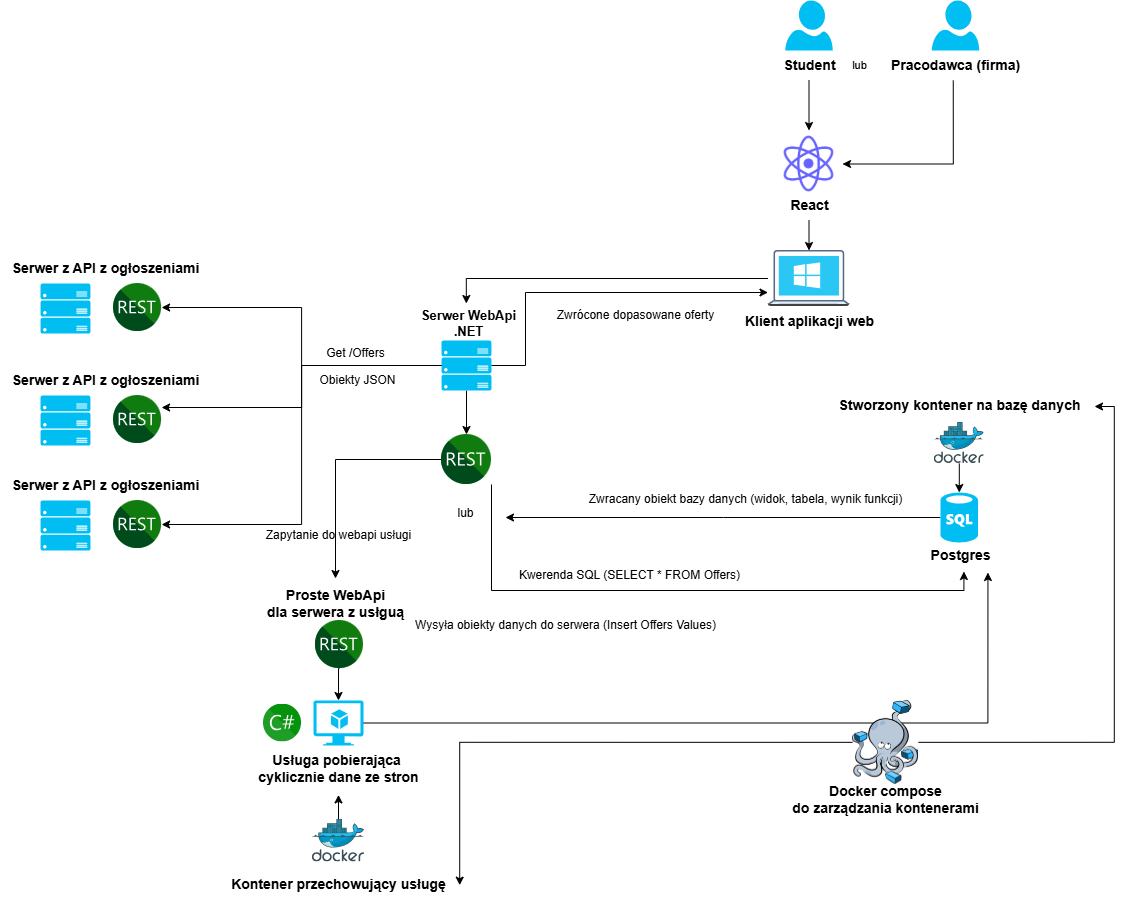 Student
lub
Pracodawca (firma)
React
Klient aplikacji web
Serwer z API z ogłoszeniami
REST
Serwer WebApi
.NET
Zwrócone dopasowane oferty
Get /Offers
Obiekty JSON
Serwer z API z ogłoszeniami
REST
Stworzony kontener na bazę danych
docker
REST
Serwer z API z ogłoszeniami
REST
lub
Zwracany obiekt bazy danych (widok, tabela, wynik funkcji)
SQL
Postgres
Zapytanie do webapi usługi
Kwerenda SQL (SELECT * FROM Offers)
Proste WebApi
dla serwera z usłguą
REST
Wysyła obiekty danych do serwera (Insert Offers Values)
C#
Usługa pobierająca
cyklicznie dane ze stron
Docker compose
do zarządzania kontenerami
docker
Kontener przechowujący usługę